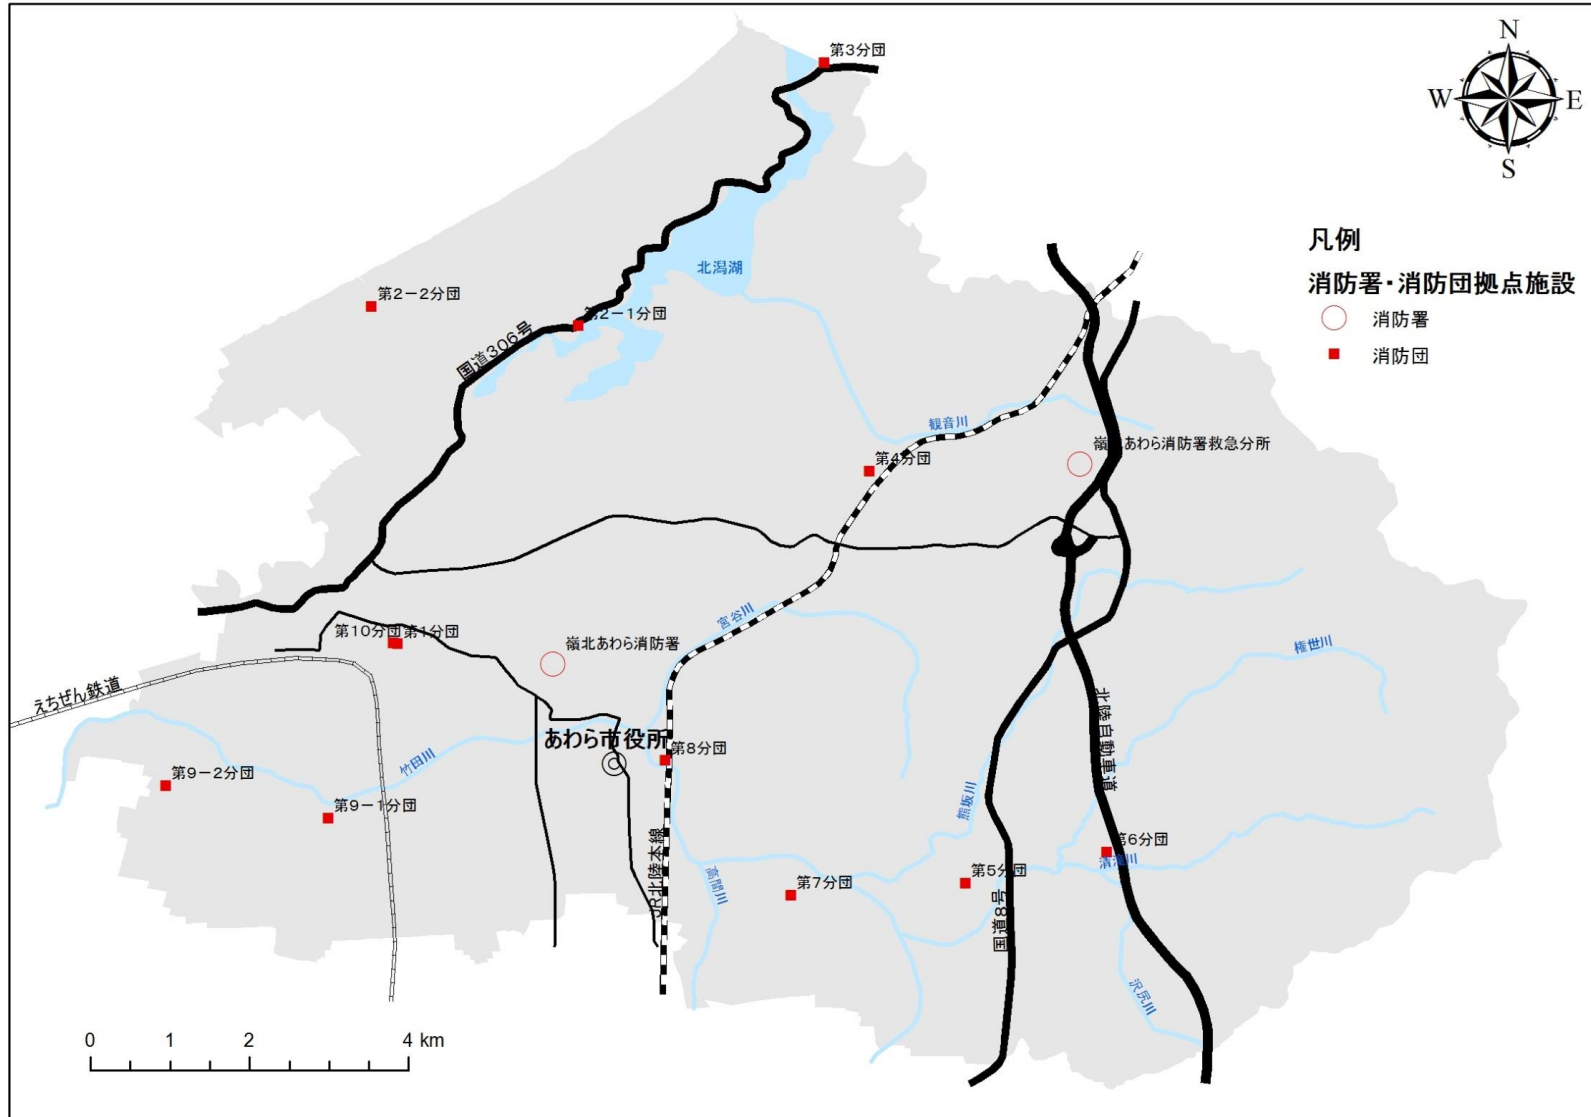 N
W
E
S
凡例
消防署・消防団拠点施設
消防署
消防団
第3分団
北潟湖
第2－2分団
第2－1分団
国道306号
観音川
第4分団
嶺北あわら消防署救急分所
宮谷川
第10分団
第1分団
嶺北あわら消防署
権世川
えちぜん鉄道
北陸自動車道
あわら市役所
第8分団
竹田川
第9－2分団
第9－1分団
熊坂川
JR北陸本線
第6分団
清滝川
高間川
第7分団
第5分団
国道8号
沢尻川
0 1 2 4 km